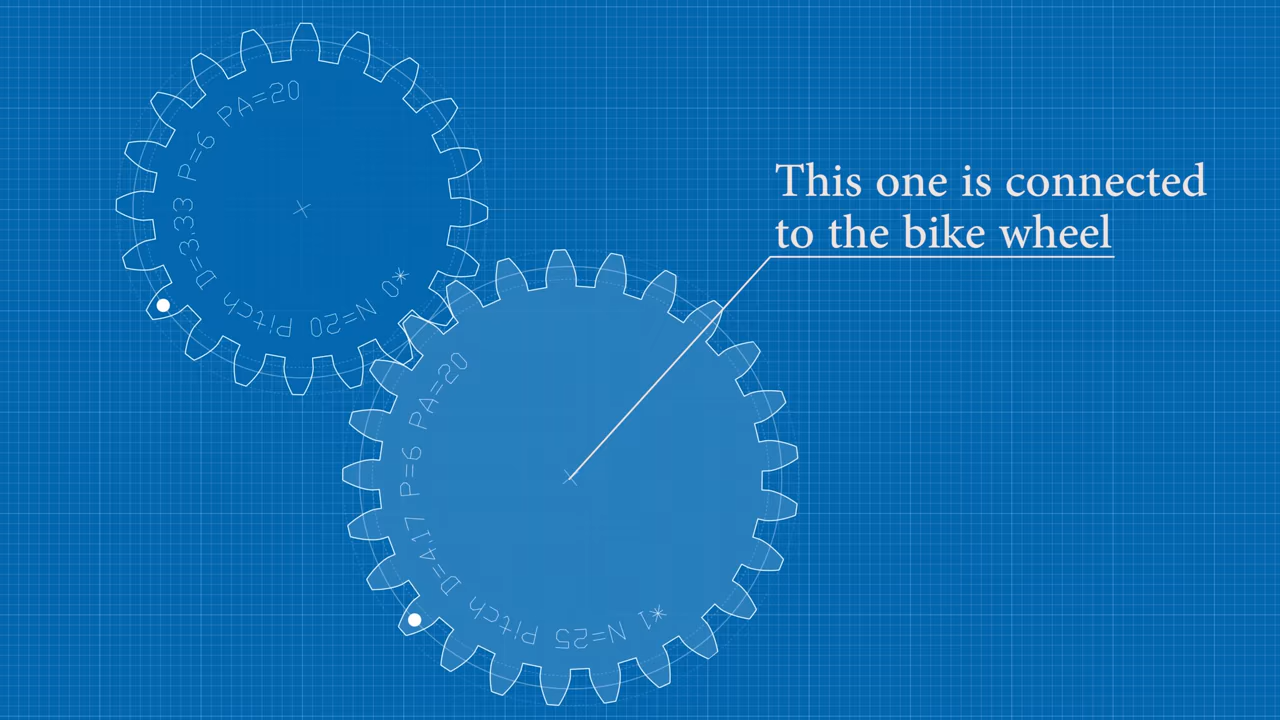 This one is connected
to the bike wheel
*0 N=20 Pitch D=3.33 P=6 PA=20
*1 N=25 Pitch D=4.17 P=6 PA=20